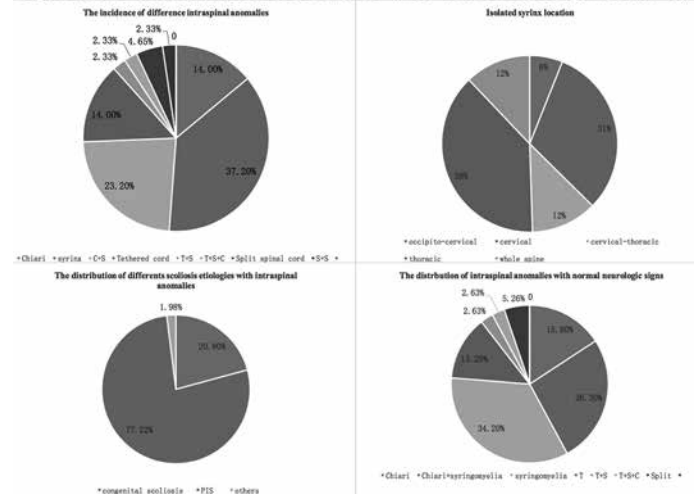 The incidence of difference intraspinal anomalies
2.33%
0
2.33%
4.65%
2.33%
14.00%
14.00%
37.20%
23.20%
Chiari syrinx C+S Tethered cord T+S T+S+C Split spinal cord S+S
Isolated syrinx location
12%
6%
31%
12%
occipito-cervical cervical cervical-thoracic
thoracic whole spine
The distribution of differents scoliosis etiologies with intraspinal
anomalies
1.98%
20.80%
77.22%
congenital scoliosis PIS others
The distrbution of intraspinal anomalies with normal neurologic signs
2.63%
5.26%
0
2.63%
13.20%
34.20%
Chiari Chiari+syringomyelia syringomyelia T T+S T+S+C Split